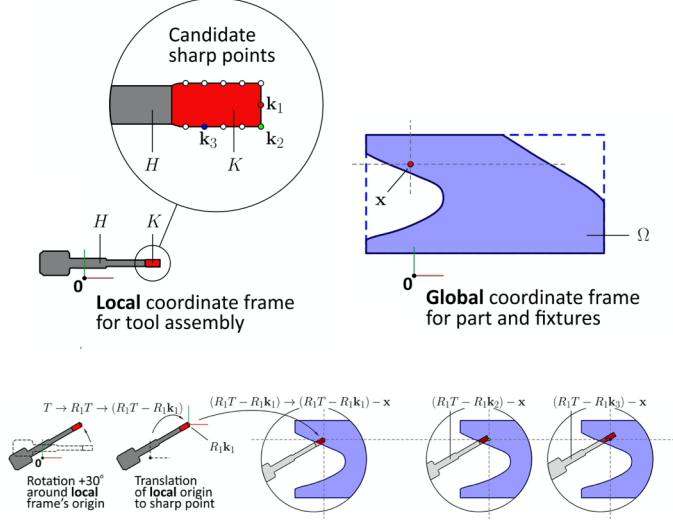 Candidate
sharp points
k₁
k₃
k₂
H
K
H
K
0
Local coordinate frame
for tool assembly
x
Ω
0
Global coordinate frame
for part and fixtures
T → R₁T → (R₁T − R₁k₁)
(R₁T − R₁k₁) → (R₁T − R₁k₁) − x
(R₁T − R₁k₂) − x
(R₁T − R₁k₃) − x
R₁k₁
0
Rotation +30°
around local
frame's origin
Translation
of local origin
to sharp point